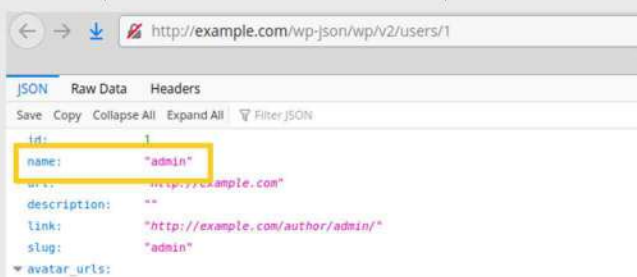 http://example.com/wp-json/wp/v2/users/1
JSON Raw Data Headers
Save Copy Collapse All Expand All Filter JSON
id: 1
name: "admin"
url: "http://example.com"
description: ""
link: "http://example.com/author/admin/"
slug: "admin"
avatar_urls: